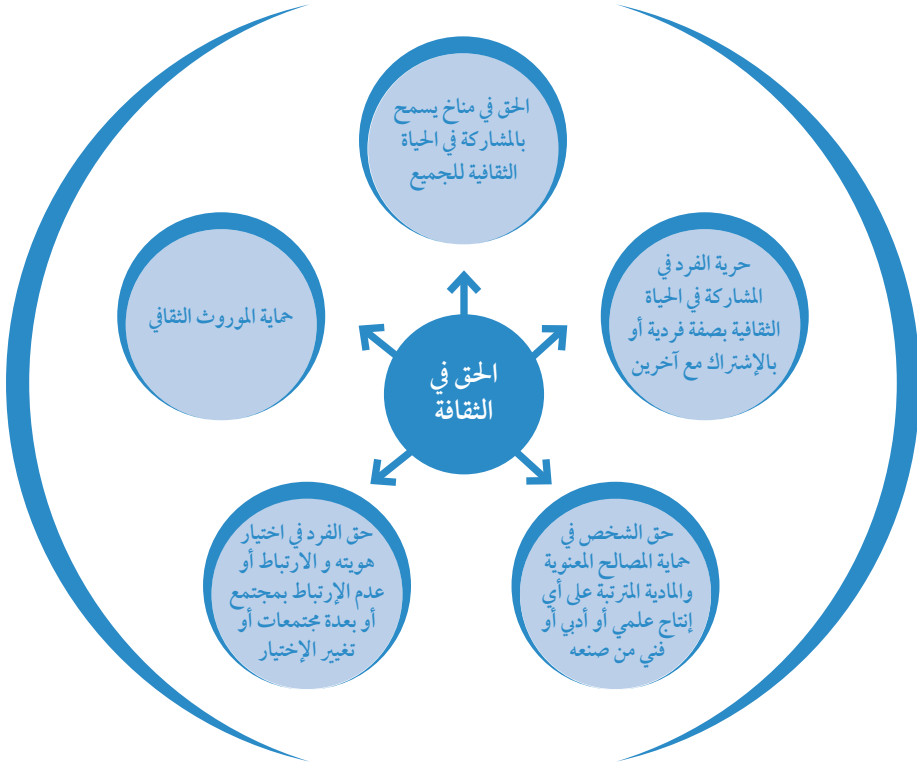 الحق في مناخ يسمح
بالمشاركة في الحياة
الثقافية للجميع
حرية الفرد في
المشاركة في الحياة
الثقافية بصفة فردية أو
بالإشتراك مع آخرين
حماية الموروث الثقافي
الحق في
الثقافة
حق الشخص في
حماية المصالح المعنوية
والمادية المترتبة على أي
إنتاج علمي أو أدبي أو
فني من صنعه
حق الفرد في اختيار
هويته و الارتباط أو
عدم الإرتباط بمجتمع
أو بعدة مجتمعات أو
تغيير الإختيار